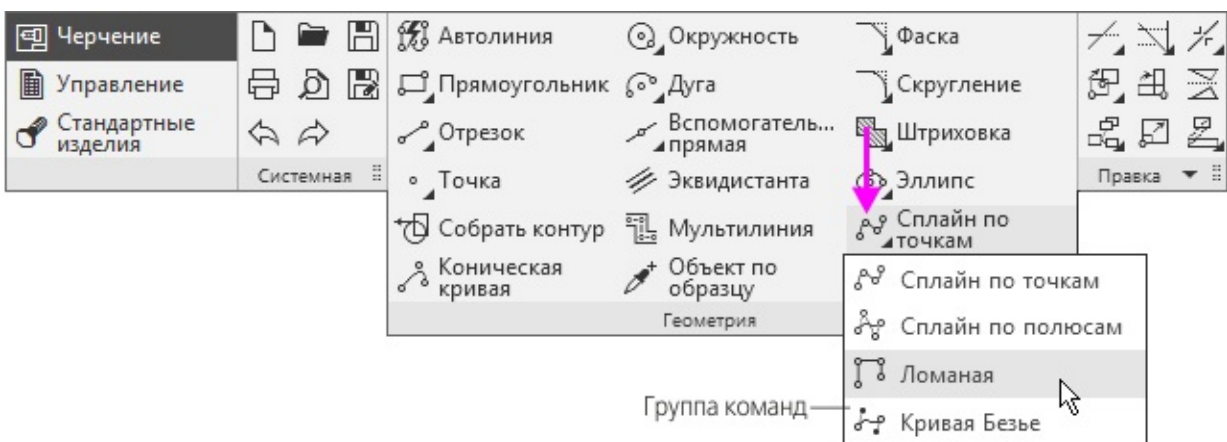 Черчение
Управление
Стандартные
изделия
Системная
Автолиния
Окружность
Фаска
Прямоугольник
Дуга
Скругление
Отрезок
Вспомогатель...
прямая
Штриховка
Точка
Эквидистанта
Эллипс
Собрать контур
Мультилиния
Сплайн по
точкам
Коническая
кривая
Объект по
образцу
Геометрия
Правка
Сплайн по точкам
Сплайн по полюсам
Ломаная
Группа команд
Кривая Безье